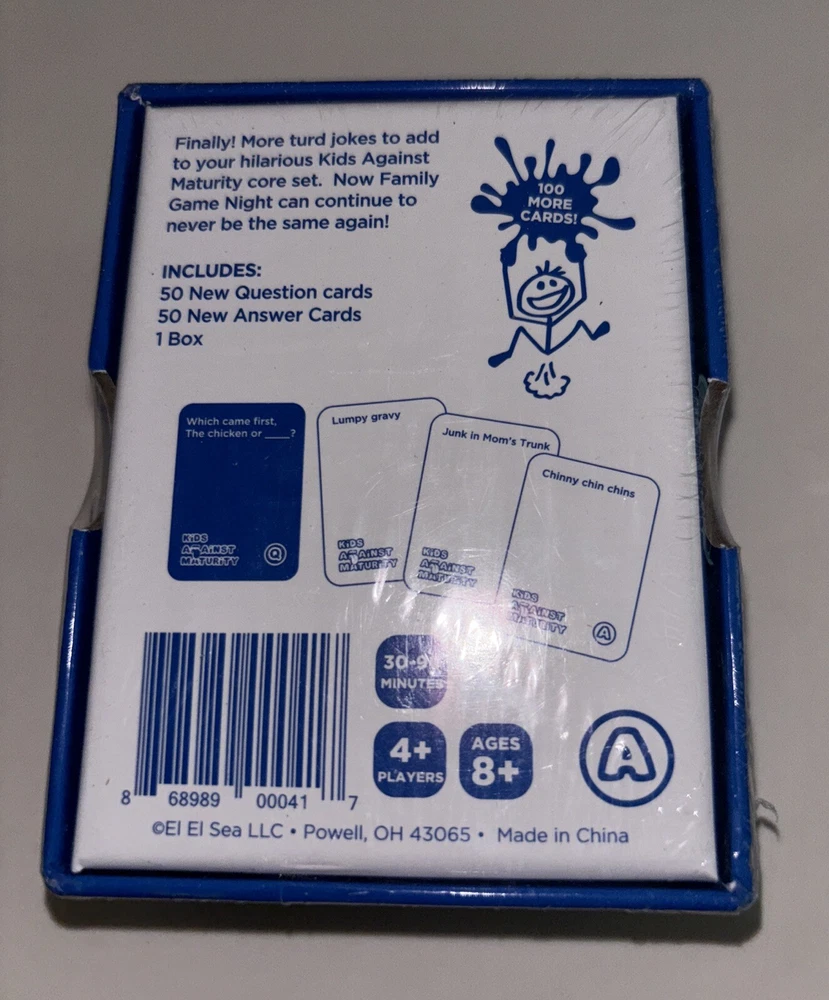 Finally! More turd jokes to add
to your hilarious Kids Against
Maturity core set. Now Family
Game Night can continue to
never be the same again!
100
MORE
CARDS!
INCLUDES:
50 New Question cards
50 New Answer Cards
1 Box
Which came first,
The chicken or ____?
KiDS
AGAiNST
MATURiTY
Q
Lumpy gravy
KiDS
AGAiNST
MATURiTY
Junk in Mom's Trunk
KiDS
AGAiNST
MATURiTY
Chinny chin chins
KiDS
AGAiNST
MATURiTY
A
MINUTES
4+
PLAYERS
AGES
8+
A
8 68989 00041 7
©El El Sea LLC • Powell, OH 43065 • Made in China